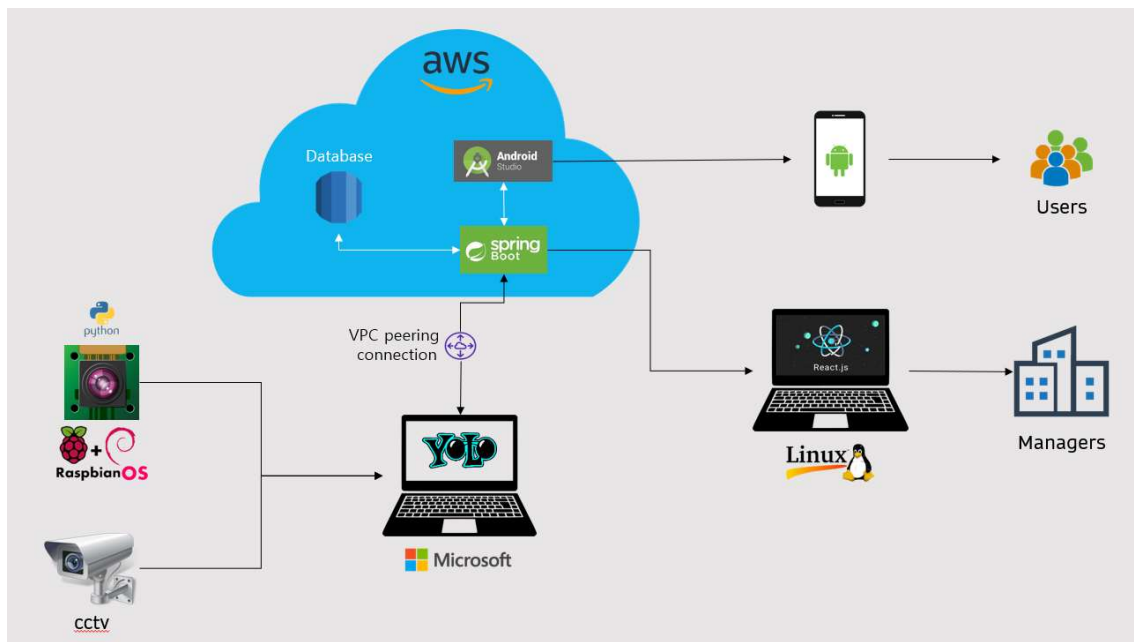 aws
Database
Android
Studio
spring
Boot
Users
VPC peering
connection
python
React.js
Raspbian OS
YOLO
Linux
Managers
Microsoft
cctv